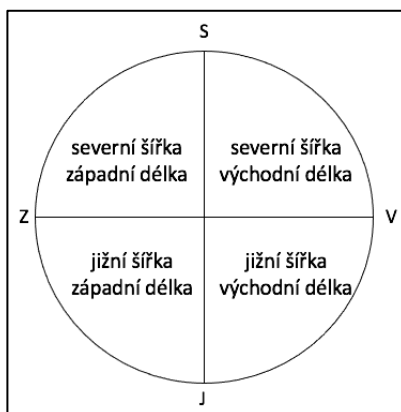 S
severní šířka
západní délka
severní šířka
východní délka
Z
V
jižní šířka
západní délka
jižní šířka
východní délka
J